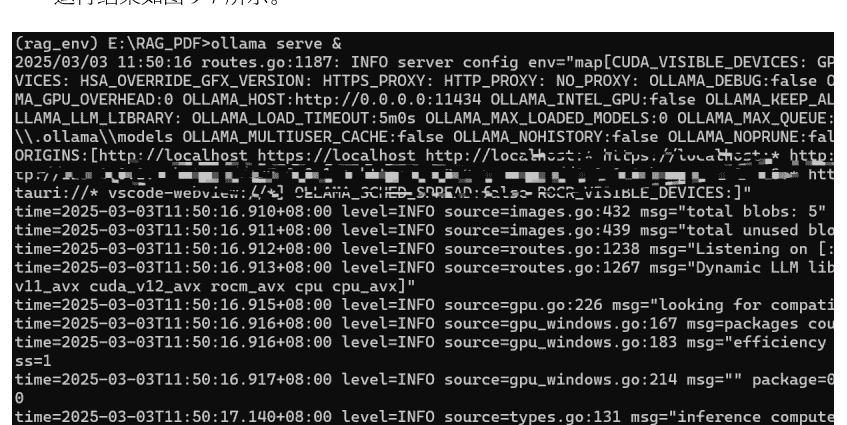 运行结果如图
(rag_env) E:\RAG_PDF>ollama serve &
2025/03/03 11:50:16 routes.go:1187: INFO server config env="map[CUDA_VISIBLE_DEVICES: GP
VICES: HSA_OVERRIDE_GFX_VERSION: HTTPS_PROXY: HTTP_PROXY: NO_PROXY: OLLAMA_DEBUG:false O
MA_GPU_OVERHEAD:0 OLLAMA_HOST:http://0.0.0.0:11434 OLLAMA_INTEL_GPU:false OLLAMA_KEEP_AL
LLAMA_LLM_LIBRARY: OLLAMA_LOAD_TIMEOUT:5m0s OLLAMA_MAX_LOADED_MODELS:0 OLLAMA_MAX_QUEUE:
\\.ollama\\models OLLAMA_MULTIUSER_CACHE:false OLLAMA_NOHISTORY:false OLLAMA_NOPRUNE:fal
ORIGINS:[http://localhost https://localhost http://localhost:* https://localhost:* http:
tauri://* vscode-webview://*] OLLAMA_SCHED_SPREAD:false ROCR_VISIBLE_DEVICES:]"
time=2025-03-03T11:50:16.910+08:00 level=INFO source=images.go:432 msg="total blobs: 5"
time=2025-03-03T11:50:16.911+08:00 level=INFO source=images.go:439 msg="total unused blo
time=2025-03-03T11:50:16.912+08:00 level=INFO source=routes.go:1238 msg="Listening on [:
time=2025-03-03T11:50:16.913+08:00 level=INFO source=routes.go:1267 msg="Dynamic LLM lib
v11_avx cuda_v12_avx rocm_avx cpu cpu_avx]"
time=2025-03-03T11:50:16.915+08:00 level=INFO source=gpu.go:226 msg="looking for compati
time=2025-03-03T11:50:16.916+08:00 level=INFO source=gpu_windows.go:167 msg=packages cou
time=2025-03-03T11:50:16.916+08:00 level=INFO source=gpu_windows.go:183 msg="efficiency
ss=1
time=2025-03-03T11:50:16.917+08:00 level=INFO source=gpu_windows.go:214 msg="" package=0
0
time=2025-03-03T11:50:17.140+08:00 level=INFO source=types.go:131 msg="inference compute